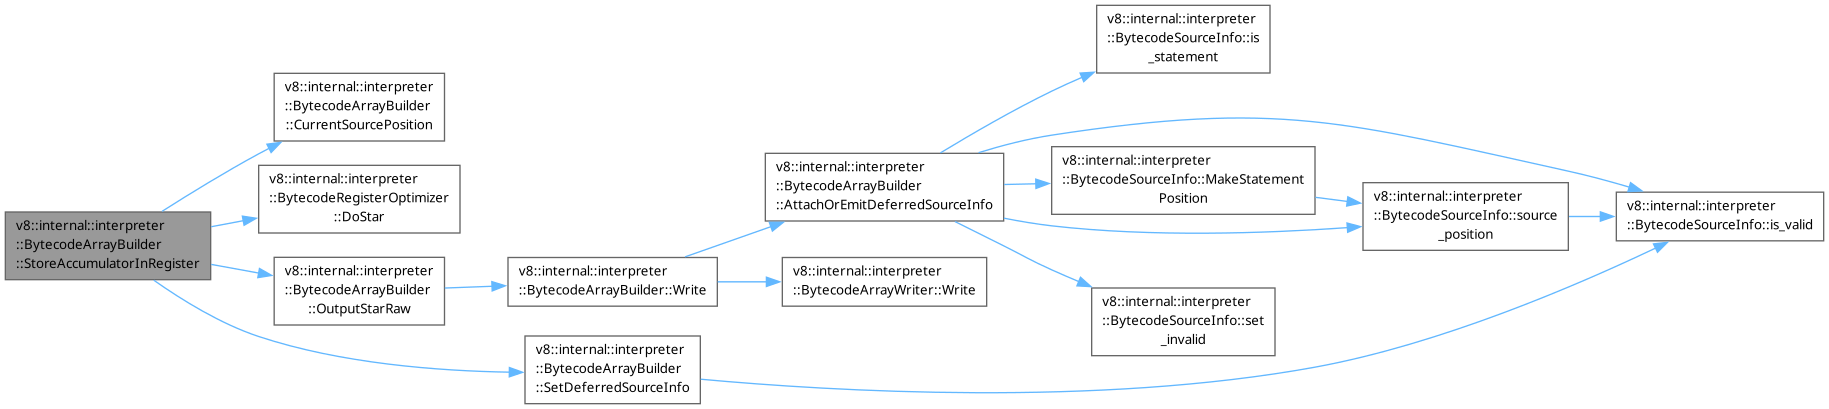 v8::internal::interpreter
::BytecodeArrayBuilder
::StoreAccumulatorInRegister
v8::internal::interpreter
::BytecodeArrayBuilder
::CurrentSourcePosition
v8::internal::interpreter
::BytecodeRegisterOptimizer
::DoStar
v8::internal::interpreter
::BytecodeArrayBuilder
::OutputStarRaw
v8::internal::interpreter
::BytecodeArrayBuilder
::SetDeferredSourceInfo
v8::internal::interpreter
::BytecodeArrayBuilder::Write
v8::internal::interpreter
::BytecodeArrayBuilder
::AttachOrEmitDeferredSourceInfo
v8::internal::interpreter
::BytecodeArrayWriter::Write
v8::internal::interpreter
::BytecodeSourceInfo::is
_statement
v8::internal::interpreter
::BytecodeSourceInfo::MakeStatement
Position
v8::internal::interpreter
::BytecodeSourceInfo::set
_invalid
v8::internal::interpreter
::BytecodeSourceInfo::source
_position
v8::internal::interpreter
::BytecodeSourceInfo::is_valid